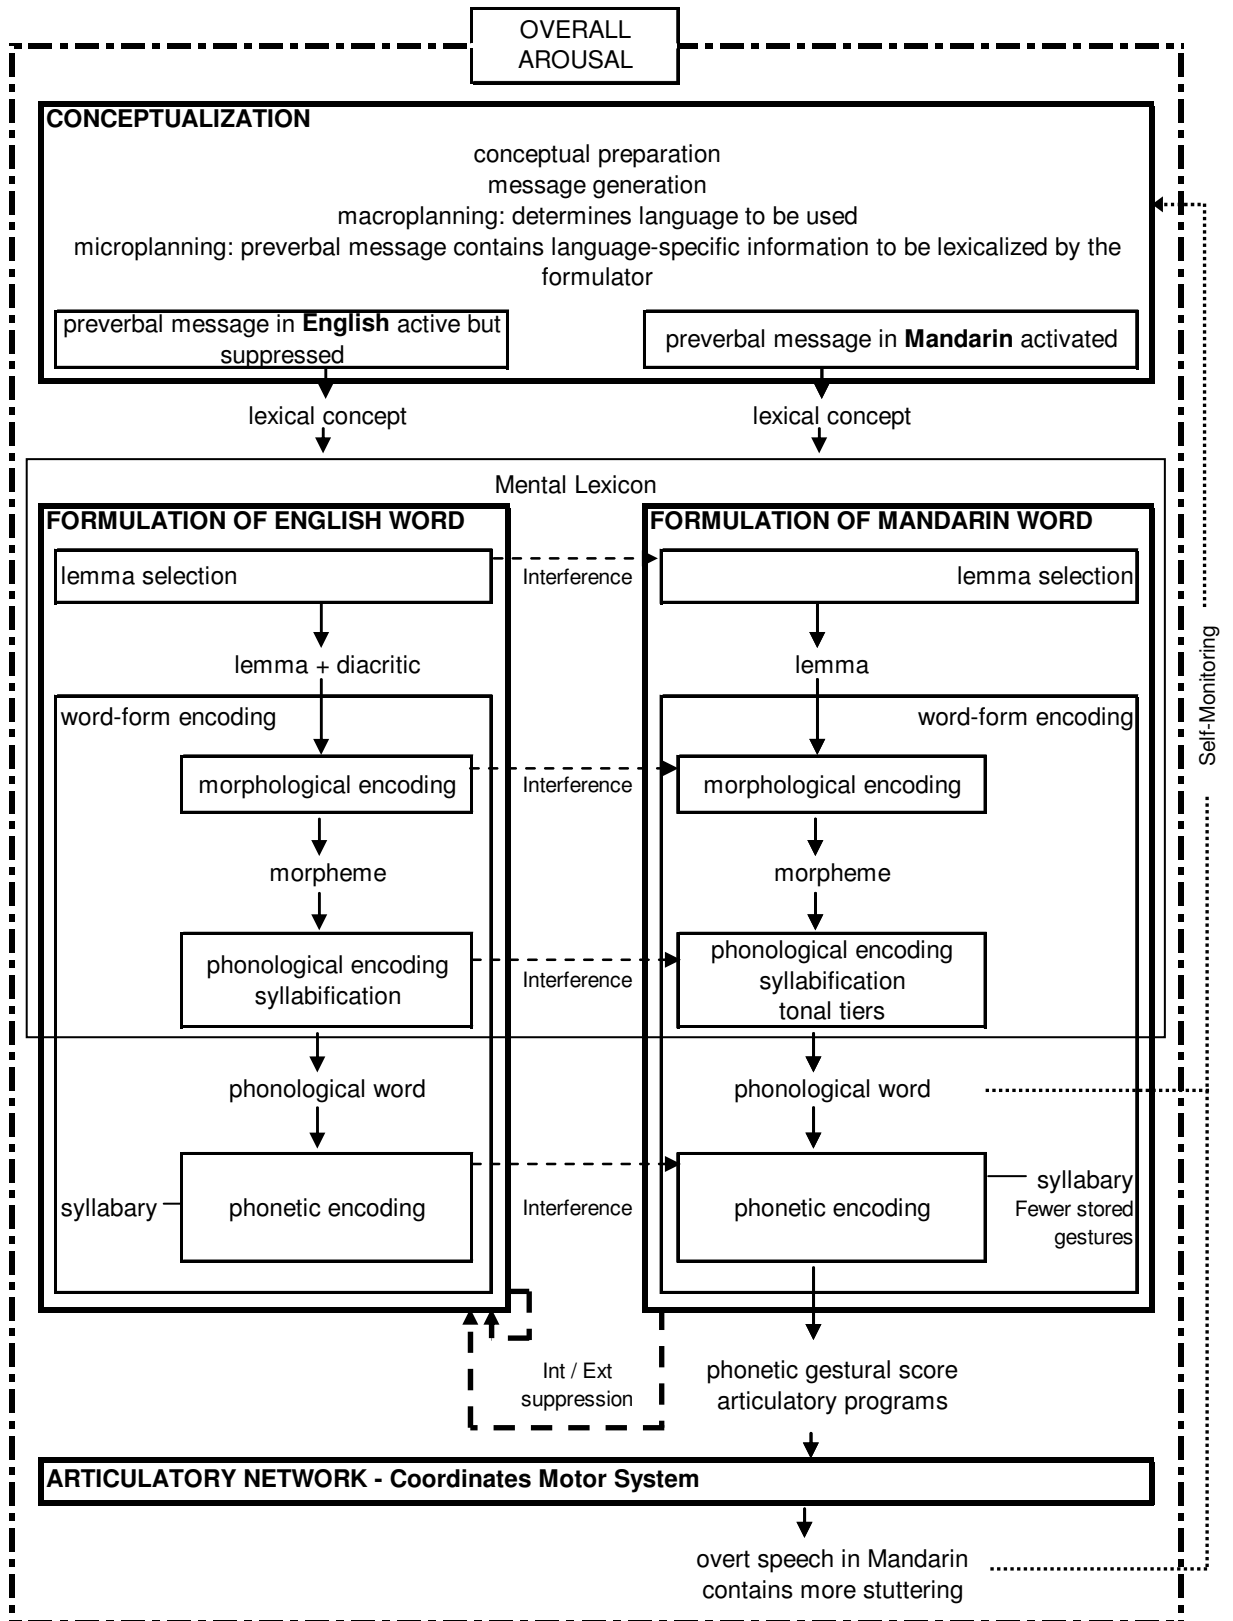 OVERALL
AROUSAL
CONCEPTUALIZATION
conceptual preparation
message generation
macroplanning: determines language to be used
microplanning: preverbal message contains language-specific information to be lexicalized by the
formulator
preverbal message in English active but
suppressed
preverbal message in Mandarin activated
lexical concept
lexical concept
Mental Lexicon
FORMULATION OF ENGLISH WORD
FORMULATION OF MANDARIN WORD
lemma selection
Interference
lemma selection
lemma + diacritic
lemma
word-form encoding
word-form encoding
Self-Monitoring
morphological encoding
Interference
morphological encoding
morpheme
morpheme
phonological encoding
syllabification
Interference
phonological encoding
syllabification
tonal tiers
phonological word
phonological word
syllabary
phonetic encoding
Interference
phonetic encoding
syllabary
Fewer stored
gestures
Int / Ext
suppression
phonetic gestural score
articulatory programs
ARTICULATORY NETWORK - Coordinates Motor System
overt speech in Mandarin
contains more stuttering